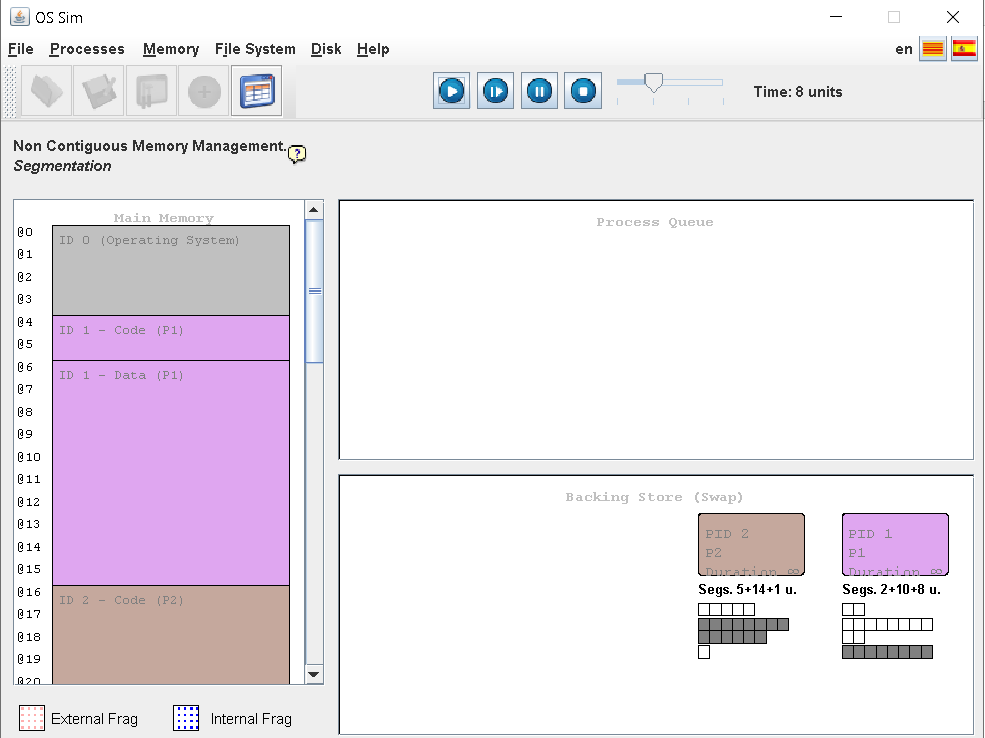 OS Sim
File Processes Memory File System Disk Help en
Time: 8 units
Non Contiguous Memory Management.
?
Segmentation
Main Memory
@0
ID 0 (Operating System)
@1
@2
@3
@4
ID 1 - Code (P1)
@5
@6
ID 1 - Data (P1)
@7
@8
@9
@10
@11
@12
@13
@14
@15
@16
ID 2 - Code (P2)
@17
@18
@19
@20
Process Queue
Backing Store (Swap)
PID 2
P2
Duration ∞
Segs. 5+14+1 u.
PID 1
P1
Duration ∞
Segs. 2+10+8 u.
External Frag
Internal Frag